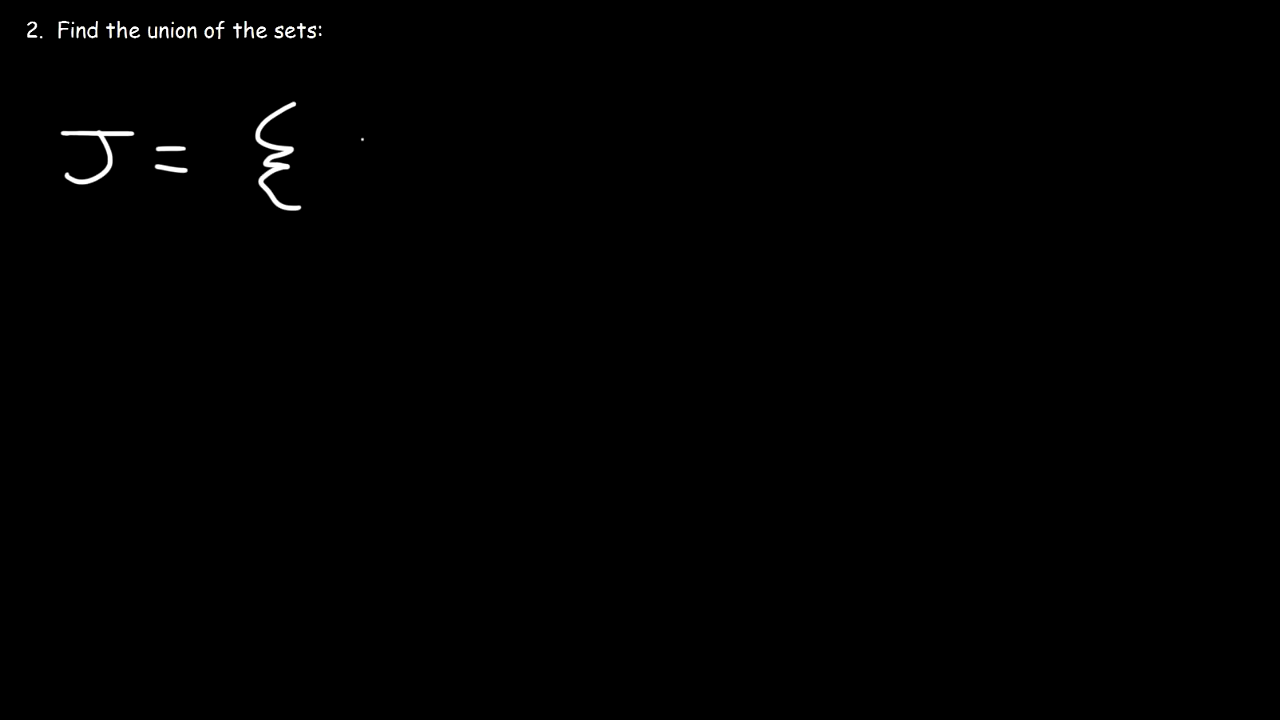 2. Find the union of the sets:
J = {